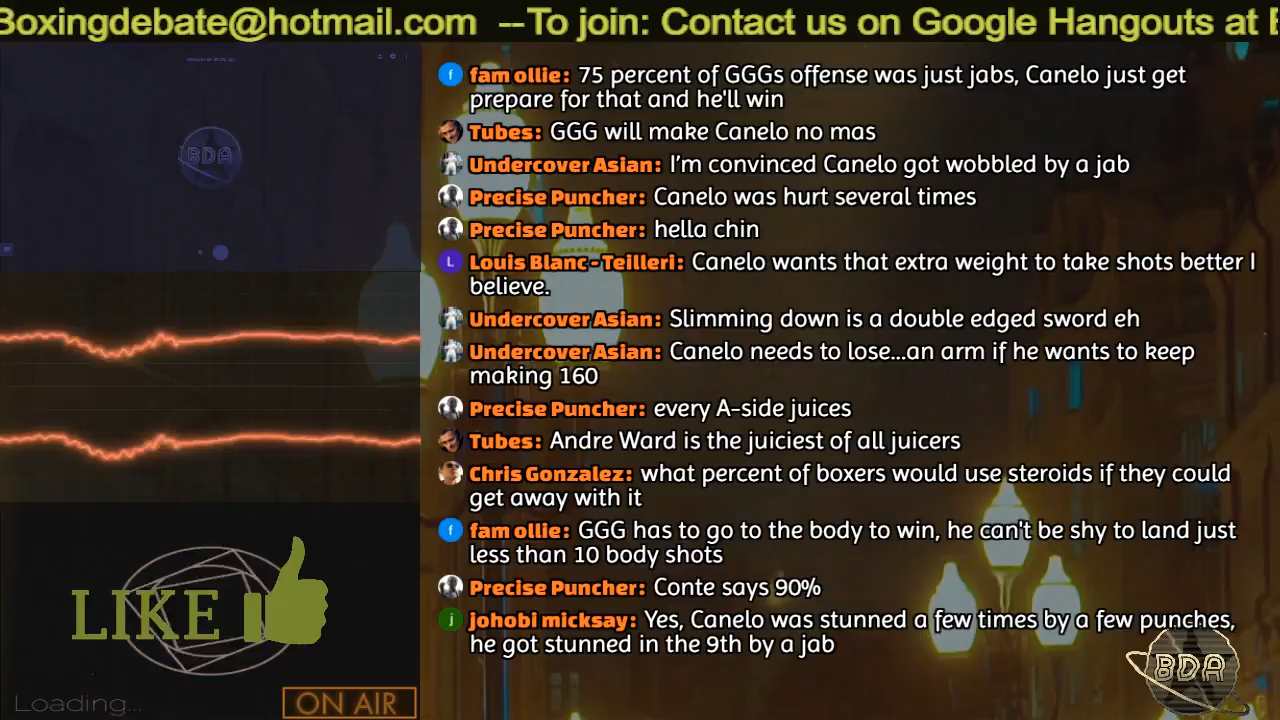 Boxingdebate@hotmail.com --To join: Contact us on Google Hangouts at
BDA
fam ollie: 75 percent of GGGs offense was just jabs, Canelo just get
prepare for that and he'll win
Tubes: GGG will make Canelo no mas
Undercover Asian: I'm convinced Canelo got wobbled by a jab
Precise Puncher: Canelo was hurt several times
Precise Puncher: hella chin
L
Louis Blanc-Teilleri: Canelo wants that extra weight to take shots better I
believe.
Undercover Asian: Slimming down is a double edged sword eh
Undercover Asian: Canelo needs to lose...an arm if he wants to keep
making 160
Precise Puncher: every A-side juices
Tubes: Andre Ward is the juiciest of all juicers
Chris Gonzalez: what percent of boxers would use steroids if they could
get away with it
fam ollie: GGG has to go to the body to win, he can't be shy to land just
less than 10 body shots
Precise Puncher: Conte says 90%
j
johobi micksay: Yes, Canelo was stunned a few times by a few punches,
he got stunned in the 9th by a jab
LIKE
Loading...
ON AIR
BDA